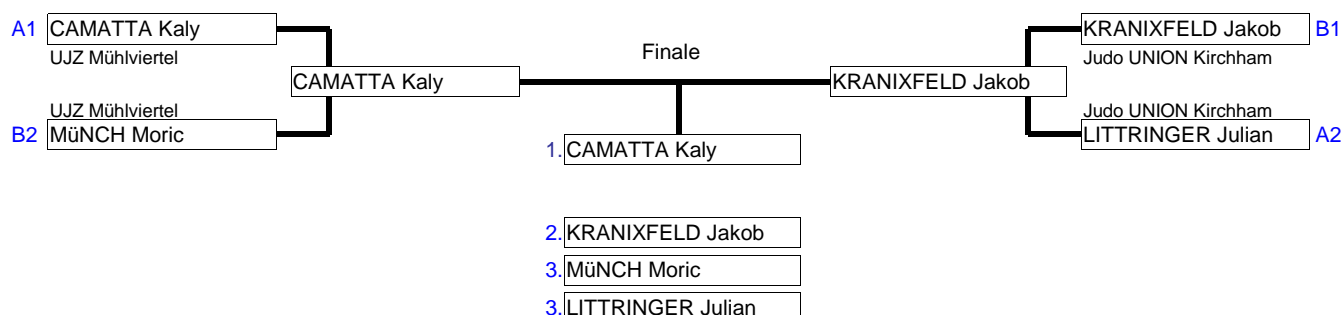 A1 CAMATTA Kaly
UJZ Mühlviertel
KRANIXFELD Jakob B1
Judo UNION Kirchham
Finale
CAMATTA Kaly
KRANIXFELD Jakob
UJZ Mühlviertel
B2 MüNCH Moric
Judo UNION Kirchham
LITTRINGER Julian A2
1. CAMATTA Kaly
2. KRANIXFELD Jakob
3. MüNCH Moric
3. LITTRINGER Julian